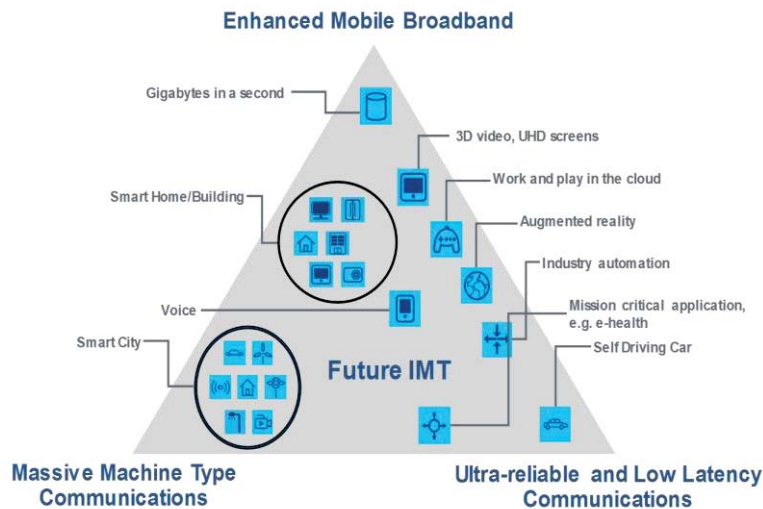 Enhanced Mobile Broadband
Gigabytes in a second
3D video, UHD screens
Work and play in the cloud
Smart Home/Building
Augmented reality
Industry automation
Voice
Mission critical application,
e.g. e-health
Smart City
Self Driving Car
Future IMT
Massive Machine Type
Communications
Ultra-reliable and Low Latency
Communications